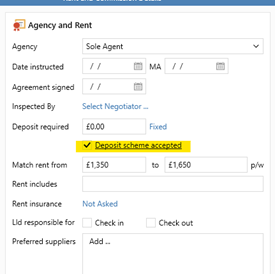 Agency and Rent
Agency Sole Agent
Date instructed / / MA / /
Agreement signed / /
Inspected By Select Negotiator ...
Deposit required £0.00 Fixed
Deposit scheme accepted
Match rent from £1,350 to £1,650 p/w
Rent includes
Rent insurance Not Asked
Lld responsible for Check in Check out
Preferred suppliers Add ...